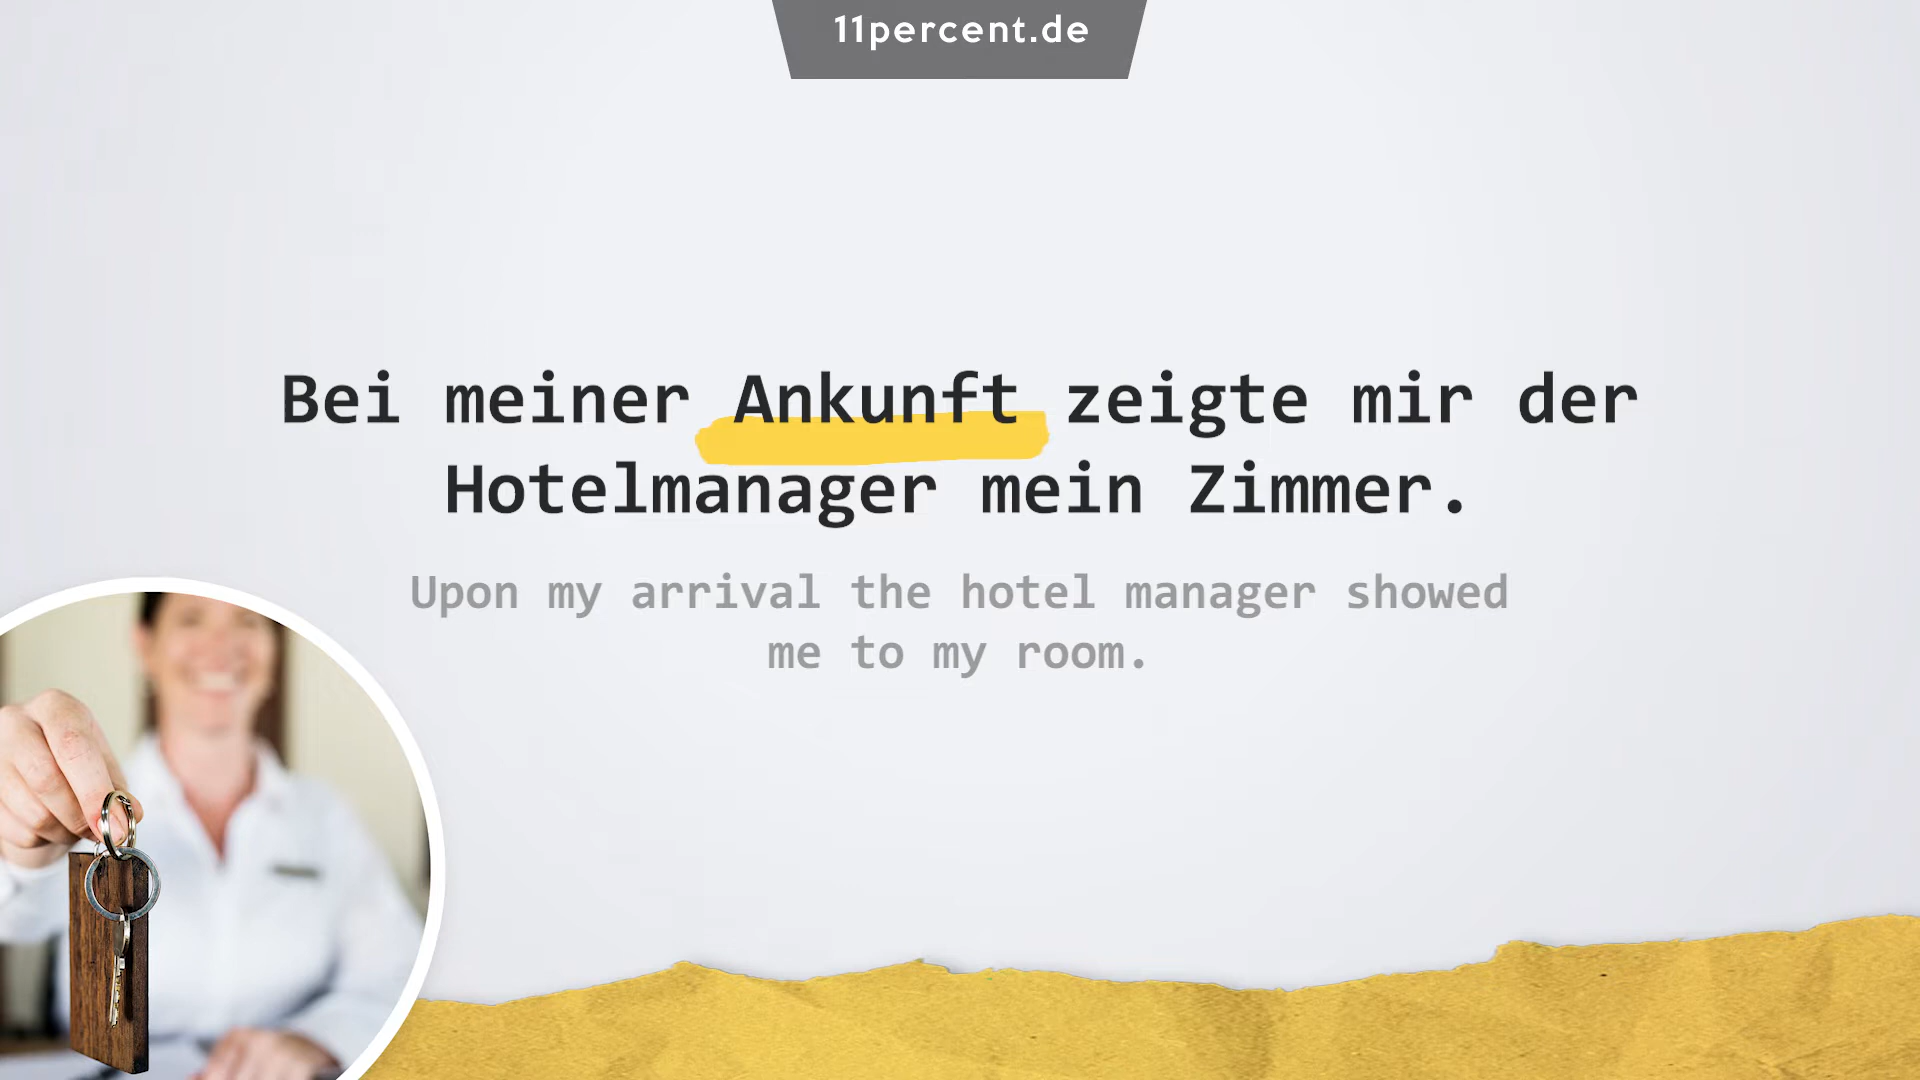 11percent.de
Bei meiner Ankunft zeigte mir der
Hotelmanager mein Zimmer.
Upon my arrival the hotel manager showed
me to my room.